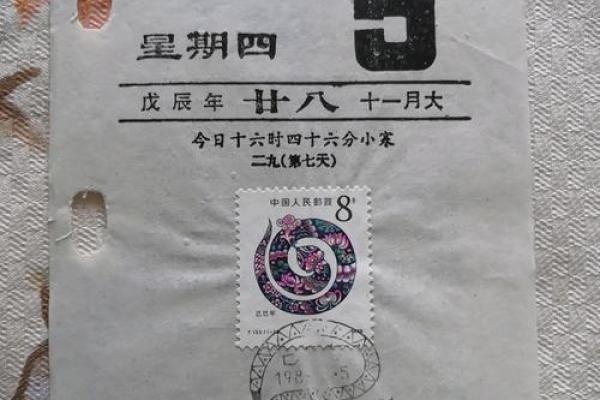 5
星期四
戊辰年 廿八 十一月大
今日十六时四十六分小寒
二九(第七天)
中国人民邮政 8分
己巳年
198 .5